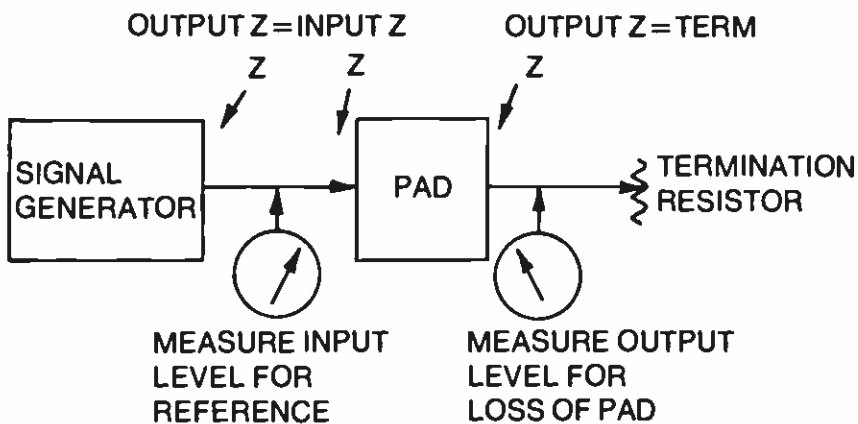 OUTPUT Z=INPUT Z
OUTPUT Z=TERM
Z
Z
Z
SIGNAL
GENERATOR
PAD
TERMINATION
RESISTOR
MEASURE INPUT
LEVEL FOR
REFERENCE
MEASURE OUTPUT
LEVEL FOR
LOSS OF PAD